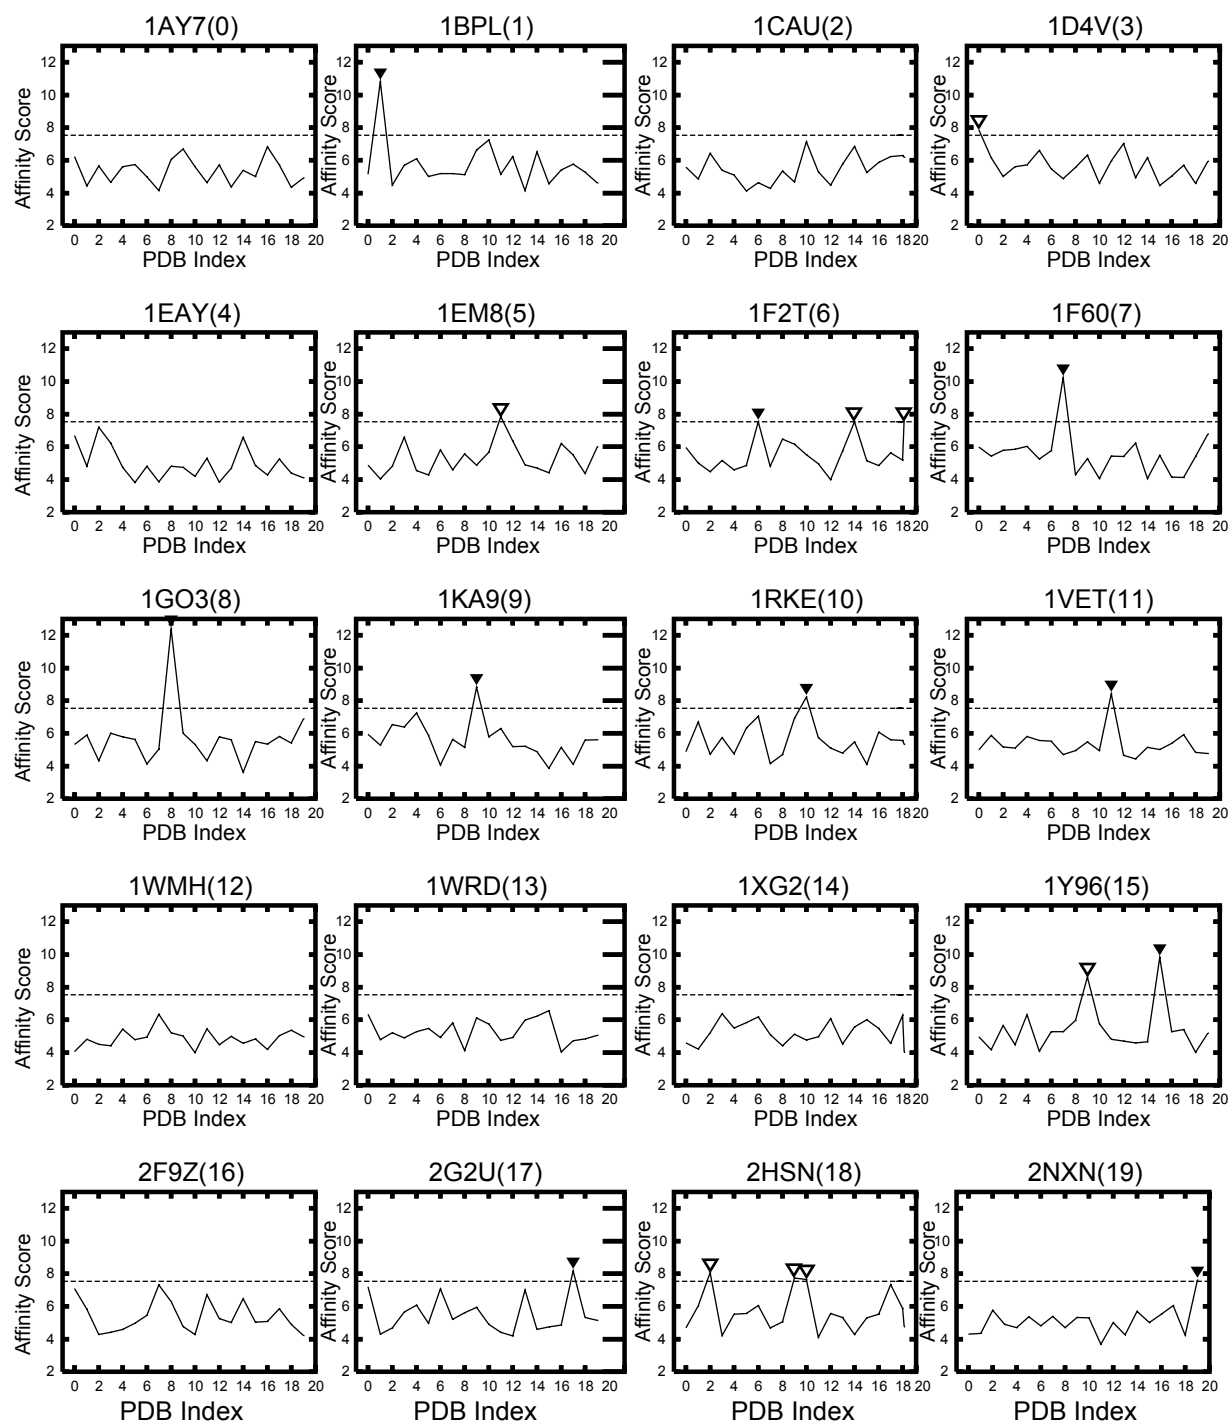 1AY7(0) 1BPL(1) 1CAU(2) 1D4V(3)
Affinity Score Affinity Score Affinity Score Affinity Score
12 12 12 12
10 10 10 10
8 8 8 8
6 6 6 6
4 4 4 4
2 2 2 2
0 2 4 6 8 10 12 14 16 18 20 0 2 4 6 8 10 12 14 16 18 20 0 2 4 6 8 10 12 14 16 18 20 0 2 4 6 8 10 12 14 16 18 20
PDB Index PDB Index PDB Index PDB Index
1EAY(4) 1EM8(5) 1F2T(6) 1F60(7)
Affinity Score Affinity Score Affinity Score Affinity Score
12 12 12 12
10 10 10 10
8 8 8 8
6 6 6 6
4 4 4 4
2 2 2 2
0 2 4 6 8 10 12 14 16 18 20 0 2 4 6 8 10 12 14 16 18 20 0 2 4 6 8 10 12 14 16 18 20 0 2 4 6 8 10 12 14 16 18 20
PDB Index PDB Index PDB Index PDB Index
1GO3(8) 1KA9(9) 1RKE(10) 1VET(11)
Affinity Score Affinity Score Affinity Score Affinity Score
12 12 12 12
10 10 10 10
8 8 8 8
6 6 6 6
4 4 4 4
2 2 2 2
0 2 4 6 8 10 12 14 16 18 20 0 2 4 6 8 10 12 14 16 18 20 0 2 4 6 8 10 12 14 16 18 20 0 2 4 6 8 10 12 14 16 18 20
PDB Index PDB Index PDB Index PDB Index
1WMH(12) 1WRD(13) 1XG2(14) 1Y96(15)
Affinity Score Affinity Score Affinity Score Affinity Score
12 12 12 12
10 10 10 10
8 8 8 8
6 6 6 6
4 4 4 4
2 2 2 2
0 2 4 6 8 10 12 14 16 18 20 0 2 4 6 8 10 12 14 16 18 20 0 2 4 6 8 10 12 14 16 18 20 0 2 4 6 8 10 12 14 16 18 20
PDB Index PDB Index PDB Index PDB Index
2F9Z(16) 2G2U(17) 2HSN(18) 2NXN(19)
Affinity Score Affinity Score Affinity Score Affinity Score
12 12 12 12
10 10 10 10
8 8 8 8
6 6 6 6
4 4 4 4
2 2 2 2
0 2 4 6 8 10 12 14 16 18 20 0 2 4 6 8 10 12 14 16 18 20 0 2 4 6 8 10 12 14 16 18 20 0 2 4 6 8 10 12 14 16 18 20
PDB Index PDB Index PDB Index PDB Index